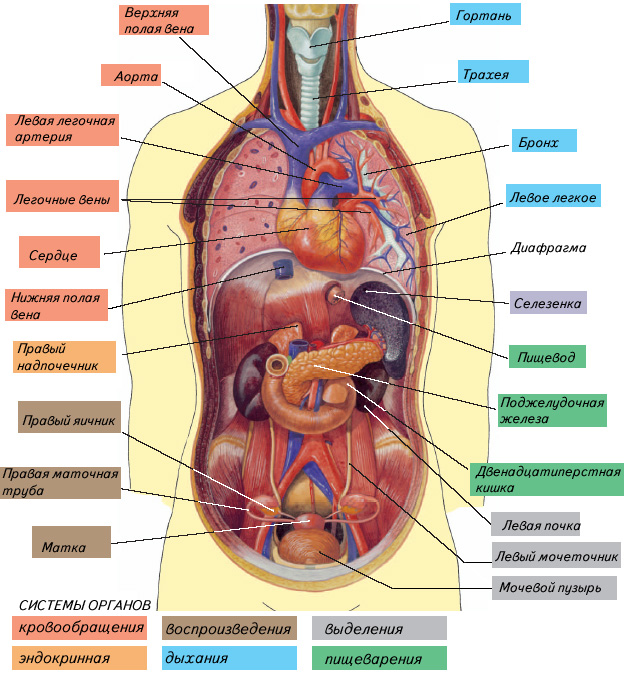 Верхняя
полая вена
Аорта
Левая легочная
артерия
Легочные вены
Сердце
Нижняя полая
вена
Правый
надпочечник
Правый яичник
Правая маточная
труба
Матка
Гортань
Трахея
Бронх
Левое легкое
Диафрагма
Селезенка
Пищевод
Поджелудочная
железа
Двенадцатиперстная
кишка
Левая почка
Левый мочеточник
Мочевой пузырь
СИСТЕМЫ ОРГАНОВ
кровообращения воспроизведения выделения
эндокринная дыхания пищеварения